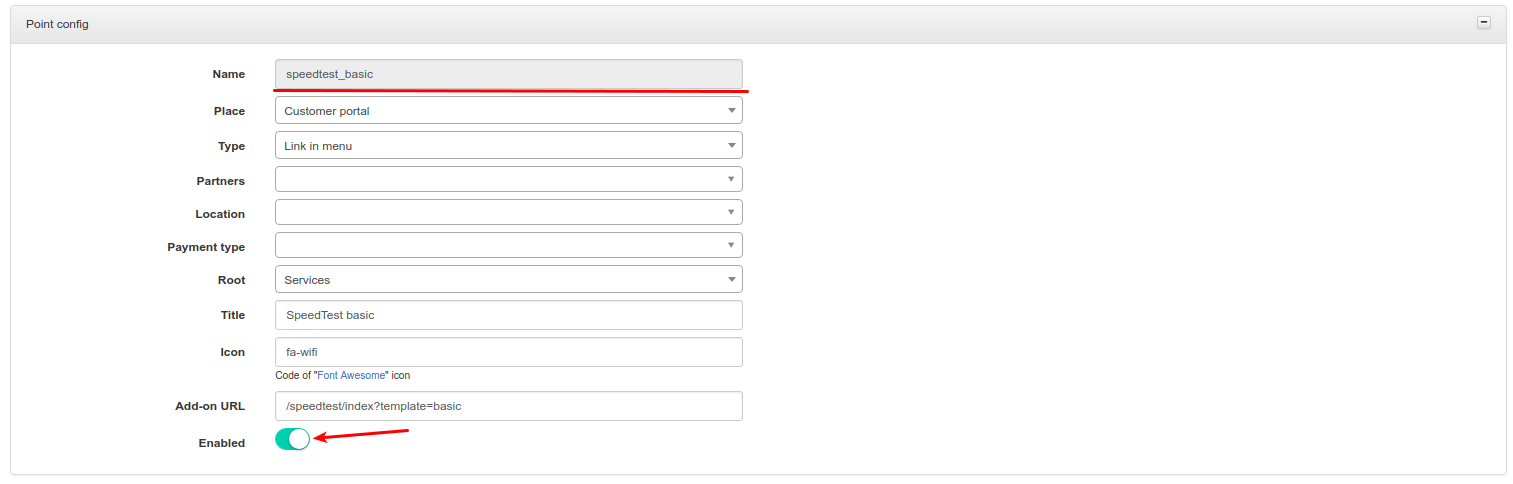 Point config
Name speedtest_basic
Place Customer portal
Type Link in menu
Partners
Location
Payment type
Root Services
Title SpeedTest basic
Icon fa-wifi
Code of "Font Awesome" icon
Add-on URL /speedtest/index?template=basic
Enabled